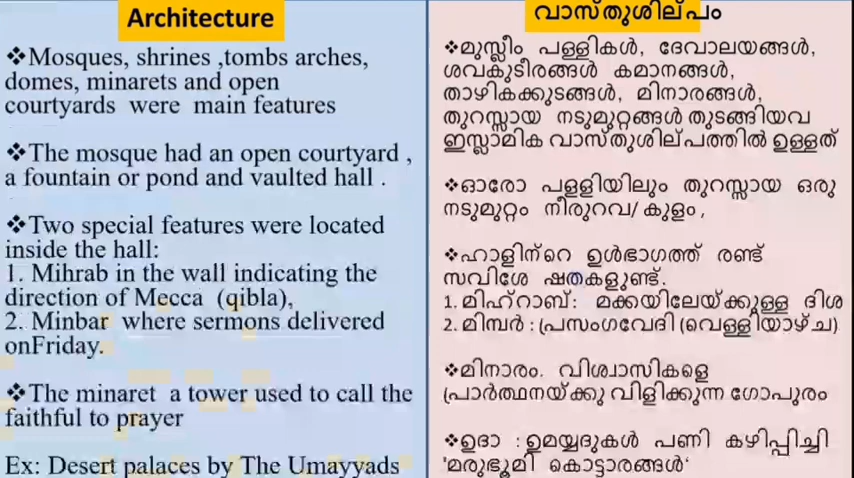 Architecture
❖Mosques, shrines ,tombs arches,
domes, minarets and open
courtyards were main features
❖The mosque had an open courtyard ,
a fountain or pond and vaulted hall .
❖Two special features were located
inside the hall:
1. Mihrab in the wall indicating the
direction of Mecca (qibla),
2. Minbar where sermons delivered
onFriday.
❖The minaret a tower used to call the
faithful to prayer
Ex: Desert palaces by The Umayyads
വാസ്തുശില്പം
❖മുസ്ലീം പള്ളികൾ, ദേവാലയങ്ങൾ,
ശവകുടീരങ്ങൾ കമാനങ്ങൾ,
താഴികക്കുടങ്ങൾ, മിനാരങ്ങൾ,
തുറസ്സായ നടുമുറ്റങ്ങൾ തുടങ്ങിയവ
ഇസ്ലാമിക വാസ്തുശില്പത്തിൽ ഉള്ളത്
❖ഓരോ പളളിയിലും തുറസ്സായ ഒരു
നടുമുറ്റം നീരുറവ/ കുളം ,
❖ഹാളിന്റെ ഉൾഭാഗത്ത് രണ്ട്
സവിശേ ഷതകളുണ്ട്.
1. മിഹ്റാബ് : മക്കയിലേയ്ക്കുള്ള ദിശ
2. മിമ്പർ : പ്രസംഗവേദി (വെള്ളിയാഴ്ച)
❖മിനാരം. വിശ്വാസികളെ
പ്രാർത്ഥനയ്ക്കു വിളിക്കുന്ന ഗോപുരം
❖ഉദാ : ഉമയ്യദുകൾ പണി കഴിപ്പിച്ചി
'മരുഭൂമി കൊട്ടാരങ്ങൾ'